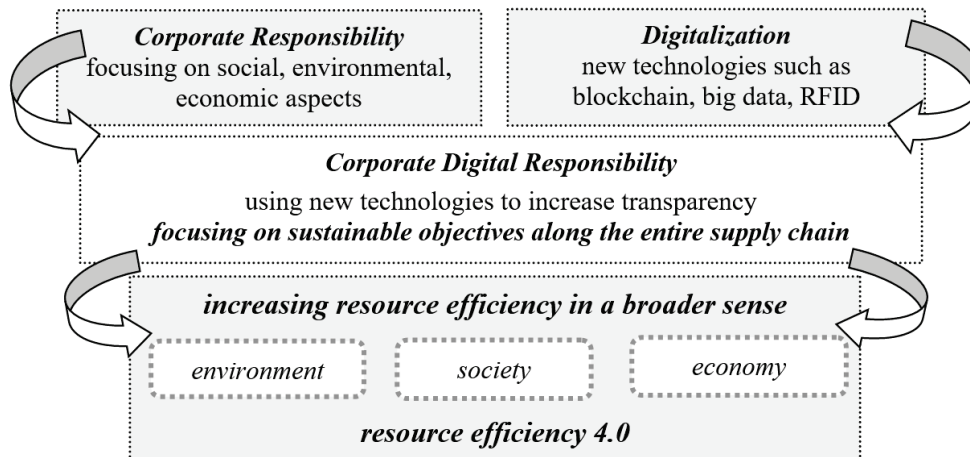 Corporate Responsibility
focusing on social, environmental,
economic aspects
Digitalization
new technologies such as
blockchain, big data, RFID
Corporate Digital Responsibility
using new technologies to increase transparency
focusing on sustainable objectives along the entire supply chain
increasing resource efficiency in a broader sense
environment
society
economy
resource efficiency 4.0